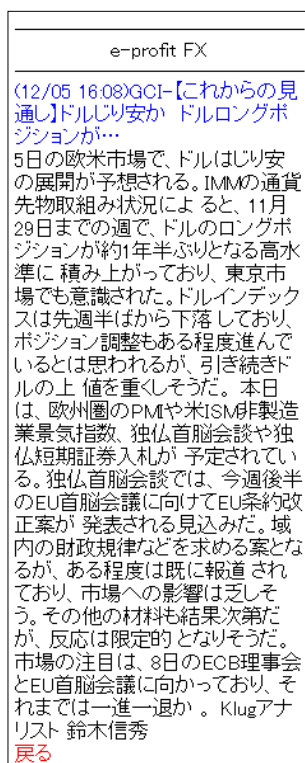 e-profit FX
(12/05 16:08)GCI-【これからの見
通し】ドルじり安か ドルロングポ
ジションが…
5日の欧米市場で、ドルはじり安
の展開が予想される。IMMの通貨
先物取組み状況によ ると、11月
29日までの週で、ドルのロングポ
ジションが約1年半ぶりとなる高水
準に 積み上がっており、東京市
場でも意識された。ドルインデック
スは先週半ばから下落 しており、
ポジション調整もある程度進んで
いるとは思われるが、引き続きド
ルの上 値を重くしそうだ。 本日
は、欧州圏のPMIや米ISM非製造
業景気指数、独仏首脳会談や独
仏短期証券入札が 予定されてい
る。独仏首脳会談では、今週後半
のEU首脳会議に向けてEU条約改
正案が 発表される見込みだ。域
内の財政規律などを求める案とな
るが、ある程度は既に報道 され
ており、市場への影響は乏しそ
う。その他の材料も結果次第だ
が、反応は限定的 となりそうだ。
市場の注目は、8日のECB理事会
とEU首脳会議に向かっており、そ
れまでは一進一退か 。 Klugアナ
リスト 鈴木信秀
戻る